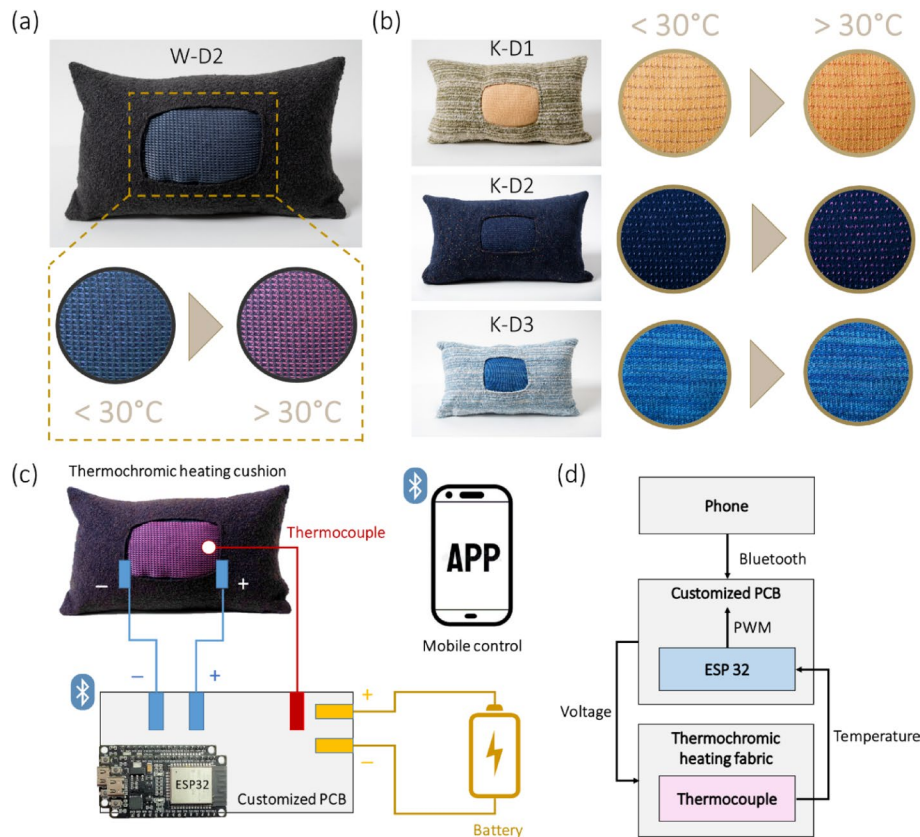 (a)
W-D2
< 30°C
> 30°C
(b)
< 30°C
> 30°C
K-D1
K-D2
K-D3
(c)
Thermochromic heating cushion
Thermocouple
–
+
–
+
ESP32
Customized PCB
+
–
Battery
APP
Mobile control
(d)
Phone
Bluetooth
Customized PCB
PWM
ESP 32
Voltage
Temperature
Thermochromic
heating fabric
Thermocouple